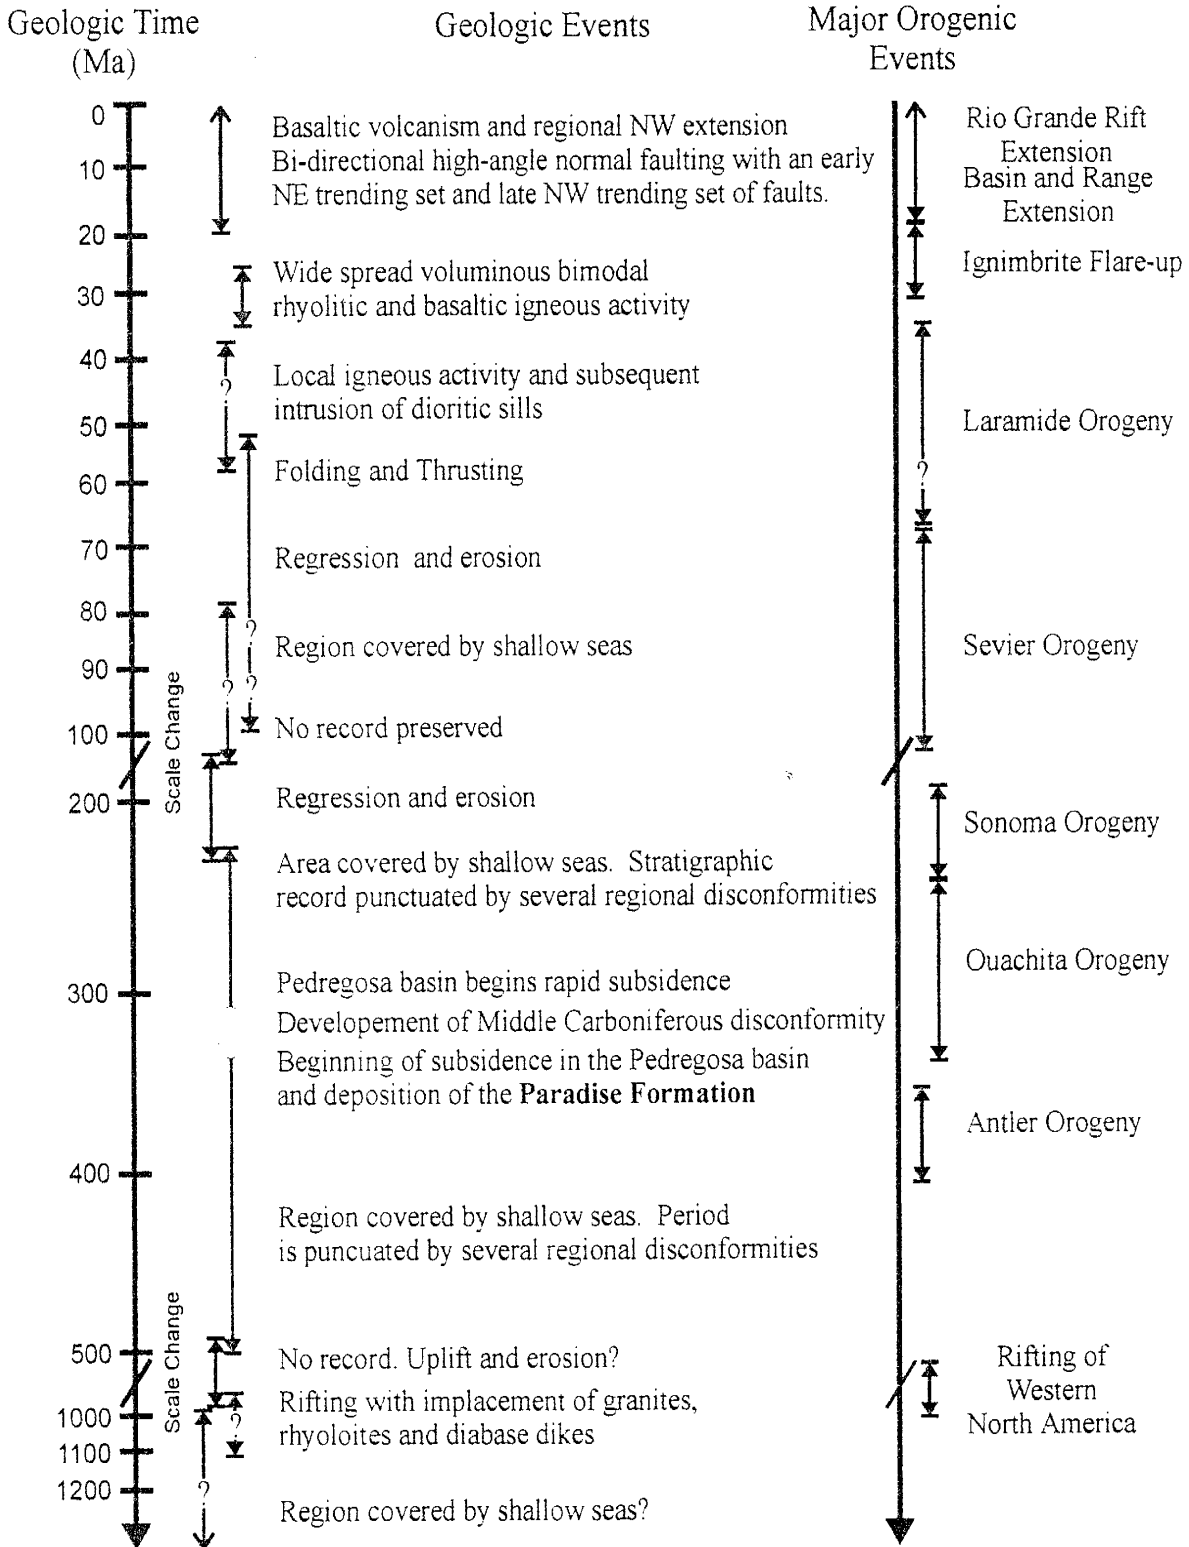 Geologic Time
(Ma)
Geologic Events
Major Orogenic
Events
0
10
20
30
40
50
60
70
80
90
100
200
300
400
500
1000
1100
1200
Scale Change
Scale Change
Basaltic volcanism and regional NW extension
Bi-directional high-angle normal faulting with an early
NE trending set and late NW trending set of faults.
Wide spread voluminous bimodal
rhyolitic and basaltic igneous activity
?
Local igneous activity and subsequent
intrusion of dioritic sills
Folding and Thrusting
Regression and erosion
?
Region covered by shallow seas
? ?
No record preserved
Regression and erosion
Area covered by shallow seas. Stratigraphic
record punctuated by several regional disconformities
Pedregosa basin begins rapid subsidence
Developement of Middle Carboniferous disconformity
Beginning of subsidence in the Pedregosa basin
and deposition of the Paradise Formation
Region covered by shallow seas. Period
is puncuated by several regional disconformities
No record. Uplift and erosion?
Rifting with implacement of granites,
?
rhyoloites and diabase dikes
?
Region covered by shallow seas?
Rio Grande Rift
Extension
Basin and Range
Extension
Ignimbrite Flare-up
Laramide Orogeny
?
Sevier Orogeny
Sonoma Orogeny
Ouachita Orogeny
Antler Orogeny
Rifting of
Western
North America